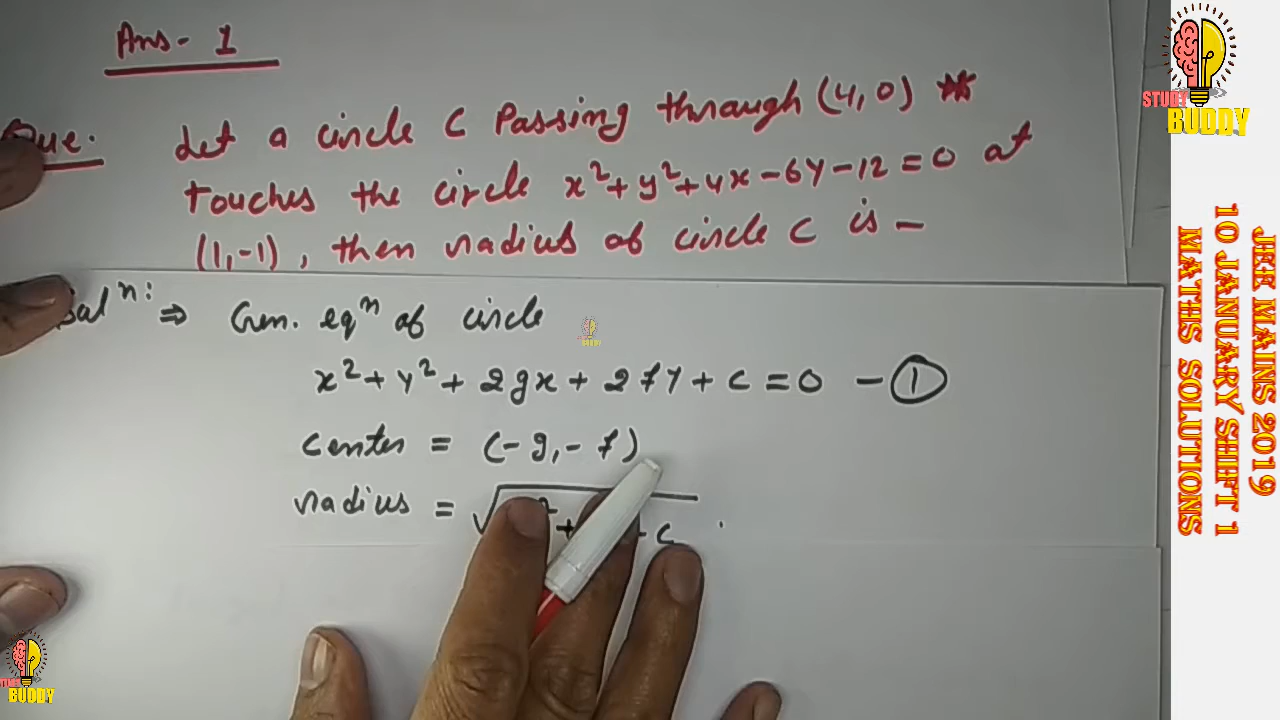 Ans- 1
Que. Let a circle C Passing through (4,0)
touches the circle x²+y²+4x-6y-12=0 at
(1,-1), then radius of circle C is -
Solⁿ: ⇒ Gen. eqⁿ of circle
x²+y²+2gx+2fy+c=0 - ①
center = (-g,-f)
radius =
STUDY
BUDDY
JEE MAINS 2019
10 JANUARY SHIFT 1
MATHS SOLUTIONS
STUDY
BUDDY